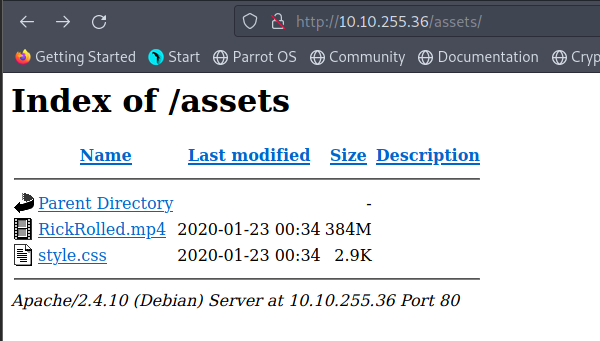 http://10.10.255.36/assets/
Getting Started Start Parrot OS Community Documentation Cryp
Index of /assets
Name Last modified Size Description
Parent Directory -
RickRolled.mp4 2020-01-23 00:34 384M
style.css 2020-01-23 00:34 2.9K
Apache/2.4.10 (Debian) Server at 10.10.255.36 Port 80